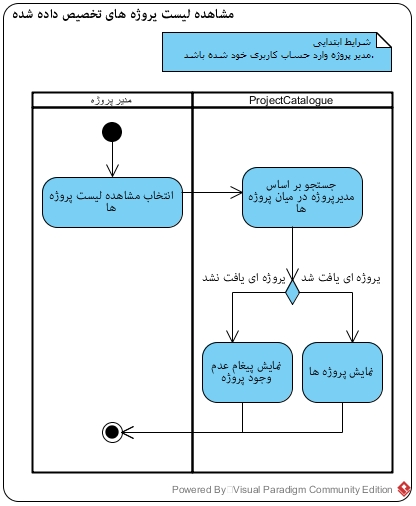 مشاهده لیست پروژه های تخصیص داده شده
شرایط ابتدایی
مدیر پروژه وارد حساب کاربری خود شده باشد.
مدیر پروژه
ProjectCatalogue
انتخاب مشاهده لیست پروژه
ها
جستجو بر اساس
مدیرپروژه در میان پروژه
ها
پروژه ای یافت شد
پروژه ای یافت نشد
نمایش پیغام عدم
وجود پروژه
نمایش پروژه ها
Powered By Visual Paradigm Community Edition